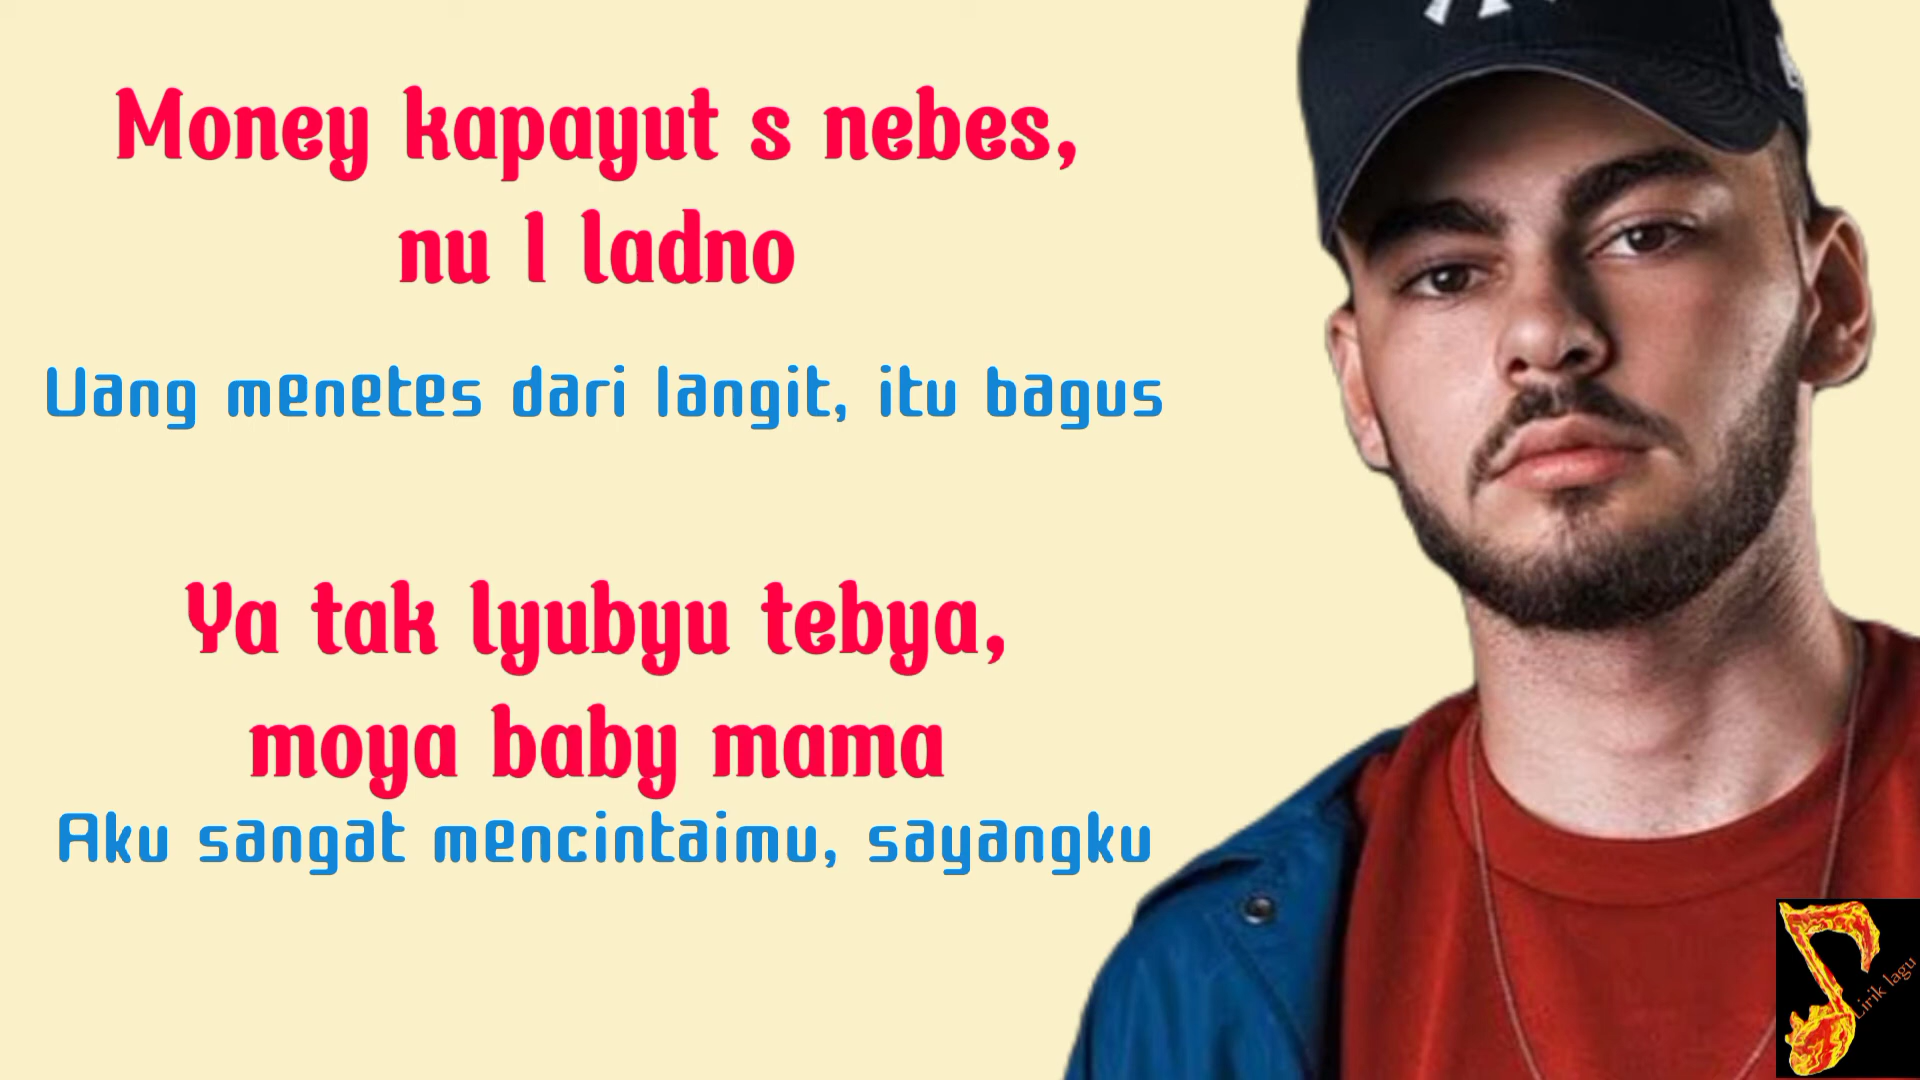 Money kapayut s nebes,
nu I ladno
Uang menetes dari langit, itu bagus
Ya tak lyubyu tebya,
moya baby mama
Aku sangat mencintaimu, sayangku
Lirik lagu